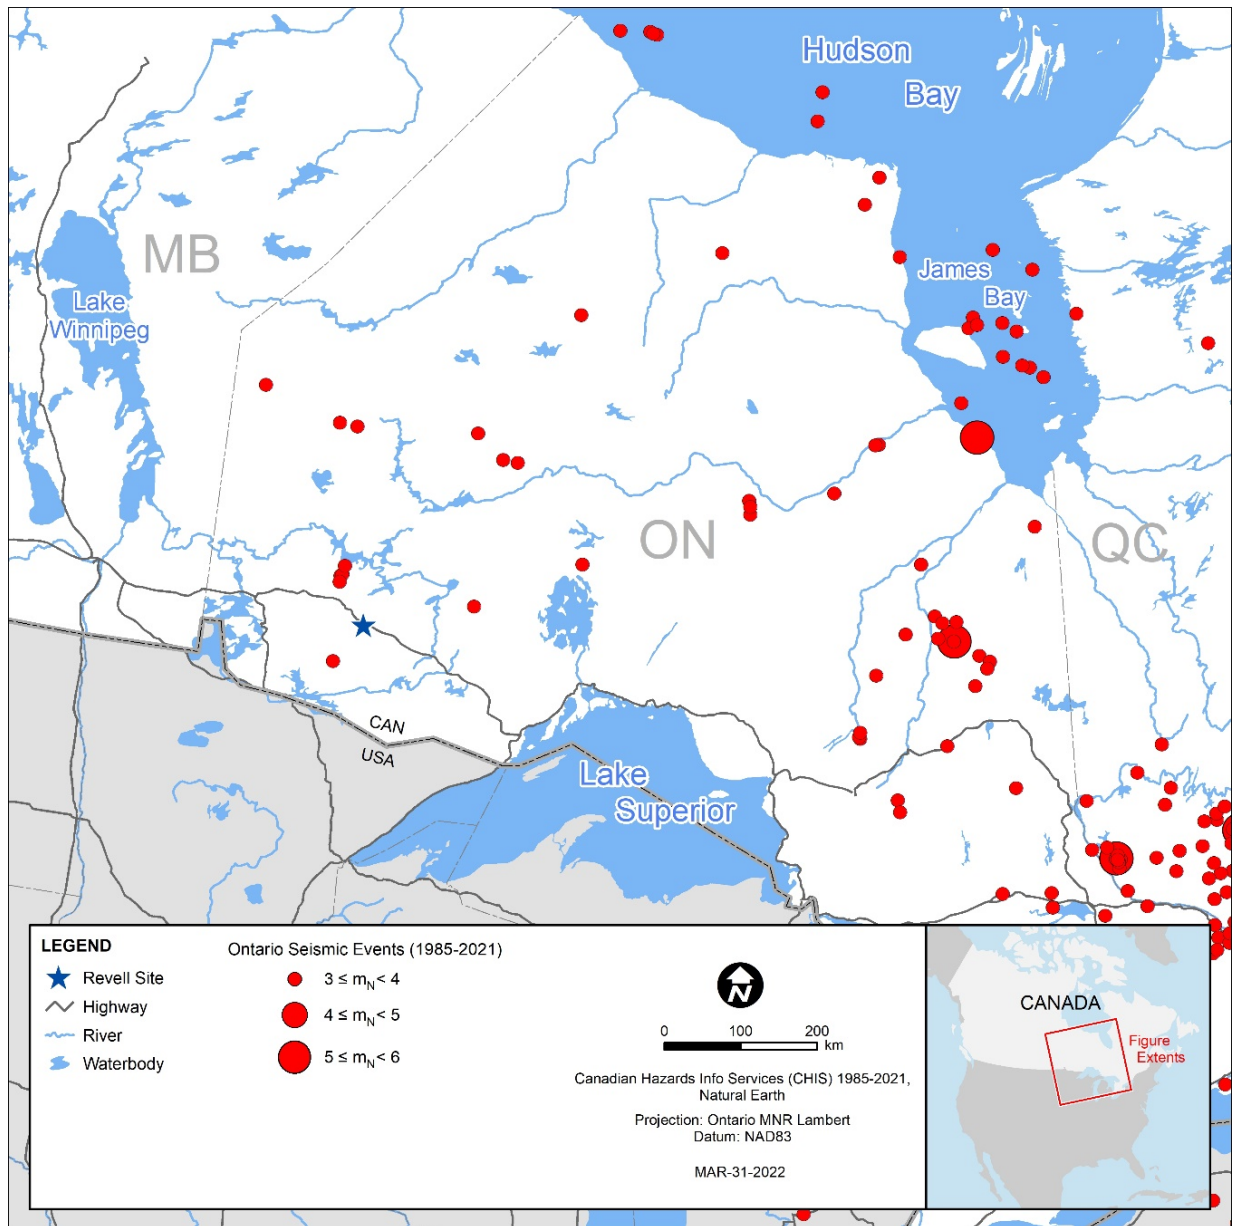 Hudson
Bay
MB
James
Bay
Lake
Winnipeg
ON
QC
CAN
USA
Lake
Superior
LEGEND
Revell Site
Highway
River
Waterbody
Ontario Seismic Events (1985-2021)
3 ≤ mN < 4
4 ≤ mN < 5
5 ≤ mN < 6
N
0 100 200
km
Canadian Hazards Info Services (CHIS) 1985-2021,
Natural Earth
Projection: Ontario MNR Lambert
Datum: NAD83
MAR-31-2022
CANADA
Figure
Extents